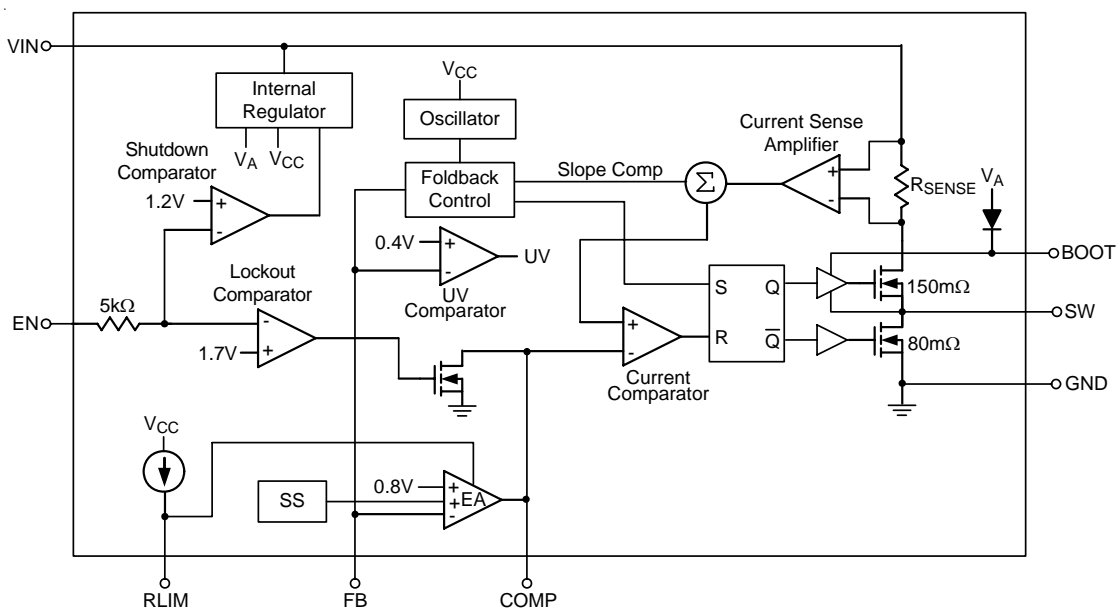 VIN
Internal
Regulator
VA
VCC
Shutdown
Comparator
1.2V
+
-
VCC
Oscillator
Foldback
Control
Slope Comp
Σ
Current Sense
Amplifier
+
-
RSENSE
VA
BOOT
0.4V
+
-
UV
UV
Comparator
Lockout
Comparator
5kΩ
EN
-
+
1.7V
S
Q
R
Q
150mΩ
SW
80mΩ
GND
+
-
Current
Comparator
VCC
SS
0.8V
+
+
-
EA
RLIM
FB
COMP